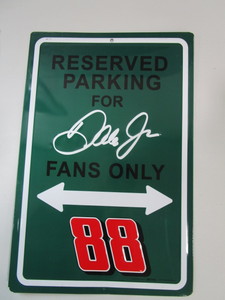 RESERVED
PARKING
FOR
Dale Jr.
FANS ONLY
88